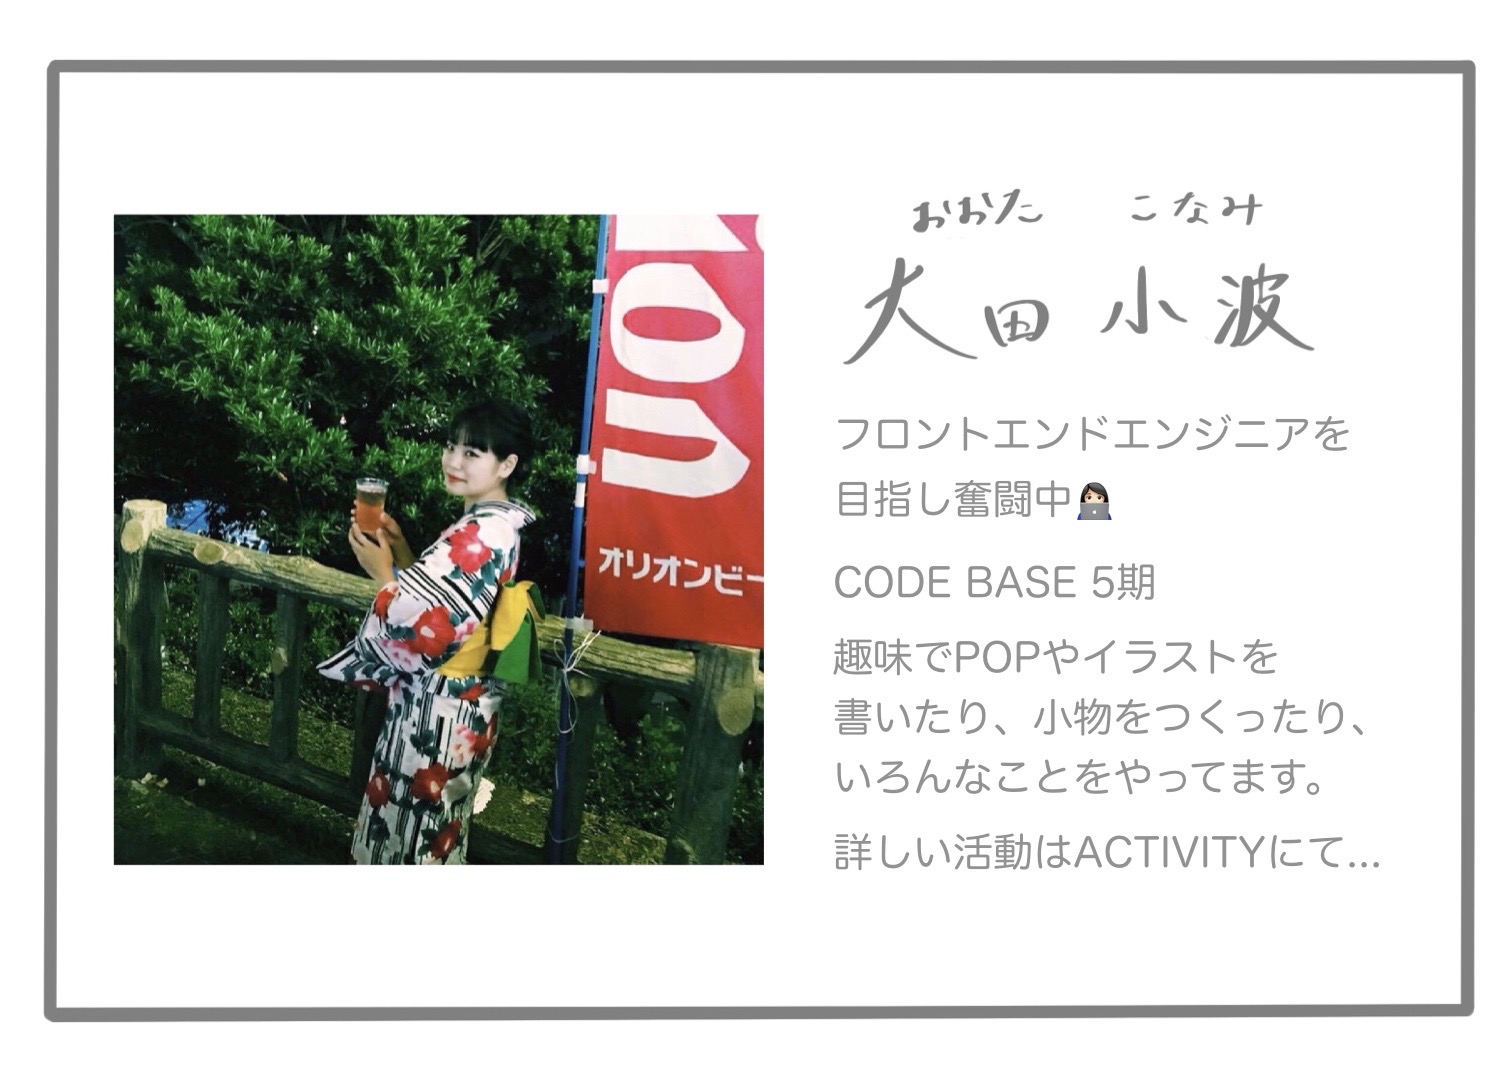 おおた こなみ
大田 小波
フロントエンドエンジニアを
目指し奮闘中👩🏻‍💻
CODE BASE 5期
趣味でPOPやイラストを
書いたり、小物をつくったり、
いろんなことをやってます。
詳しい活動はACTIVITYにて...
ion
オリオンビー